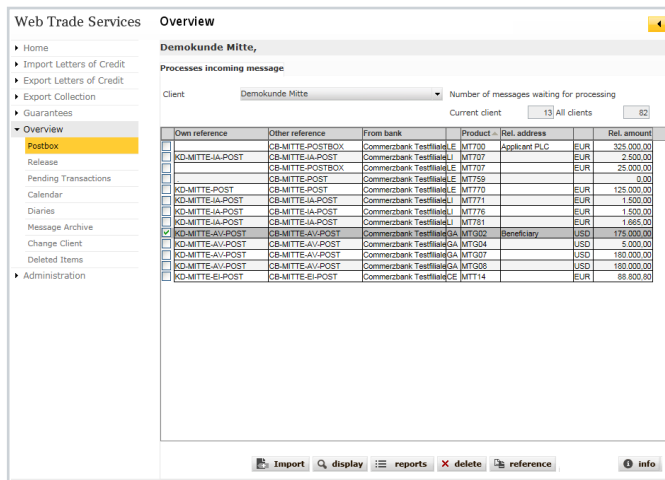 Web Trade Services
Overview
Home
Import Letters of Credit
Export Letters of Credit
Export Collection
Guarantees
Overview
Postbox
Release
Pending Transactions
Calendar
Diaries
Message Archive
Change Client
Deleted Items
Administration
Demokunde Mitte,
Processes incoming message
Client Demokunde Mitte Number of messages waiting for processing
Current client 13 All clients 82
Own reference Other reference From bank Product Rel. address Rel. amount
CB-MITTE-POSTBOX Commerzbank Testfiliale LE MT700 Applicant PLC EUR 325.000,00
KD-MITTE-IA-POST CB-MITTE-IA-POST Commerzbank Testfiliale LI MT707 EUR 2.500,00
CB-MITTE-POSTBOX Commerzbank Testfiliale LE MT707 EUR 25.000,00
. CB-MITTE-POST Commerzbank Testfiliale LE MT759 0,00
KD-MITTE-POST CB-MITTE-POST Commerzbank Testfiliale LE MT770 EUR 125.000,00
KD-MITTE-IA-POST CB-MITTE-IA-POST Commerzbank Testfiliale LI MT771 EUR 1.500,00
KD-MITTE-IA-POST CB-MITTE-IA-POST Commerzbank Testfiliale LI MT776 EUR 1.500,00
KD-MITTE-IA-POST CB-MITTE-IA-POST Commerzbank Testfiliale LI MT781 EUR 1.665,00
KD-MITTE-AV-POST CB-MITTE-AV-POST Commerzbank Testfiliale GA MTG02 Beneficiary USD 175.000,00
KD-MITTE-AV-POST CB-MITTE-AV-POST Commerzbank Testfiliale GA MTG04 USD 5.000,00
KD-MITTE-AV-POST CB-MITTE-AV-POST Commerzbank Testfiliale GA MTG07 USD 180.000,00
KD-MITTE-AV-POST CB-MITTE-AV-POST Commerzbank Testfiliale GA MTG08 USD 180.000,00
KD-MITTE-EI-POST CB-MITTE-EI-POST Commerzbank Testfiliale CE MTT14 EUR 88.800,80
Import display reports delete reference info